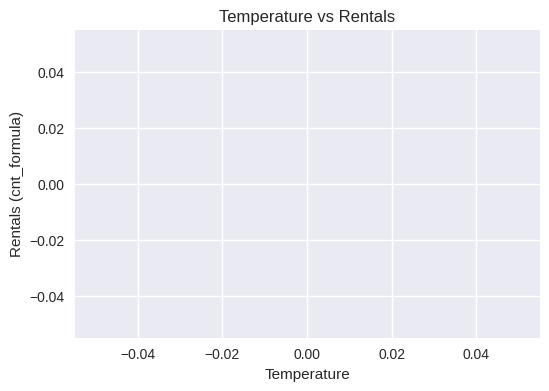 Temperature vs Rentals
0.04
0.02
0.00
−0.02
−0.04
Rentals (cnt_formula)
−0.04 −0.02 0.00 0.02 0.04
Temperature